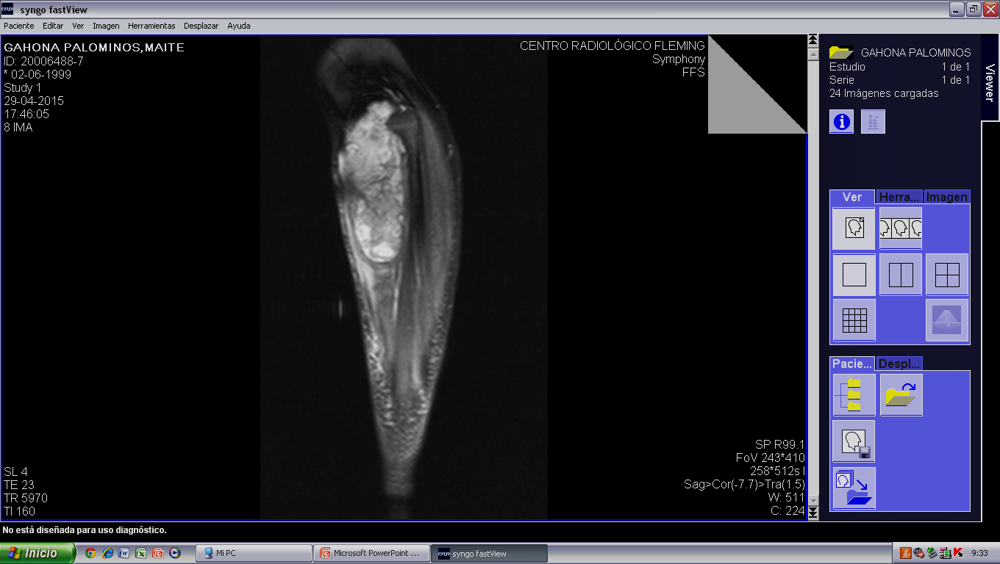 syngo fastView
Paciente Editar Ver Imagen Herramientas Desplazar Ayuda
GAHONA PALOMINOS,MAITE
ID: 20006488-7
* 02-06-1999
Study 1
29-04-2015
17:46:05
8 IMA
CENTRO RADIOLÓGICO FLEMING
Symphony
FFS
SL 4
TE 23
TR 5970
TI 160
SP R99.1
FoV 243*410
258*512s I
Sag>Cor(-7.7)>Tra(1.5)
W: 511
C: 224
GAHONA PALOMINOS
Estudio 1 de 1
Serie 1 de 1
24 Imágenes cargadas
Viewer
Ver Herra... Imagen
Pacie... Despl...
No está diseñada para uso diagnóstico.
Inicio
Mi PC
Microsoft PowerPoint ...
syngo fastView
9:33